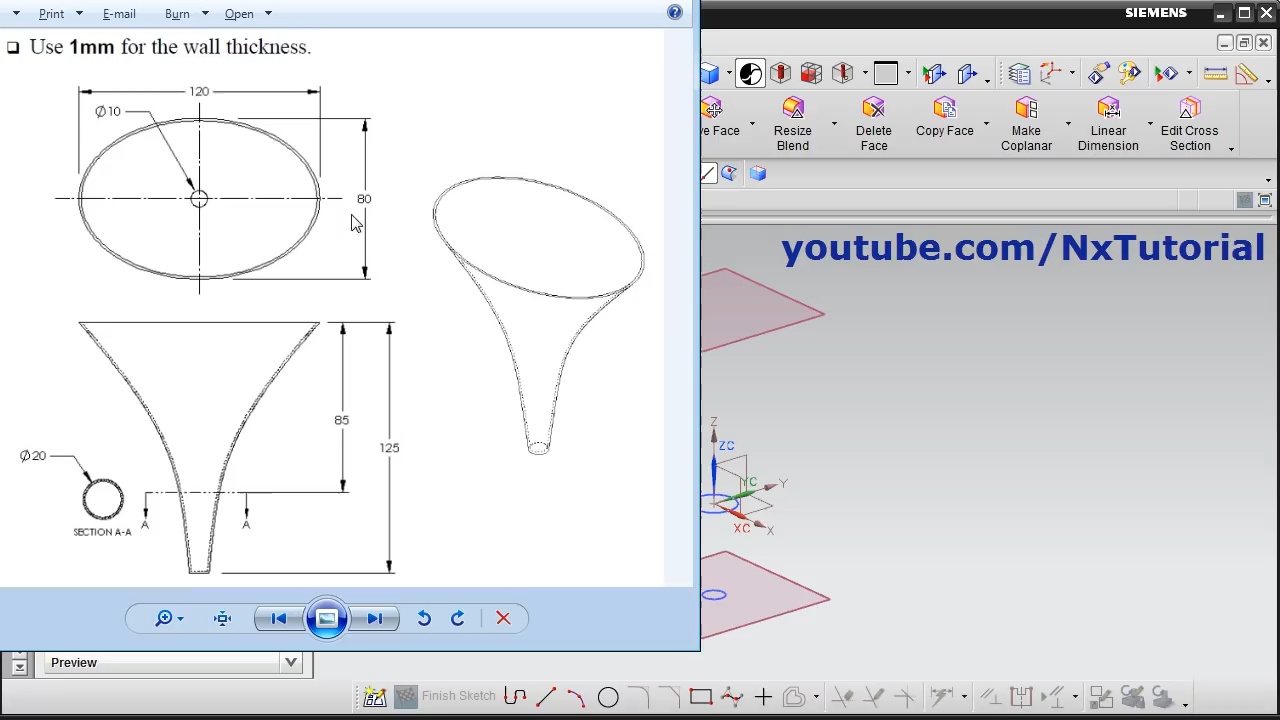 Print
E-mail
Burn
Open
SIEMENS
❑ Use 1mm for the wall thickness.
120
Ø10
80
85
125
Ø20
A
A
SECTION A-A
Resize
Blend
Delete
Face
Copy Face
Make
Coplanar
Linear
Dimension
Edit Cross
Section
youtube.com/NxTutorial
Z
ZC
YC
Y
XC
X
Preview
Finish Sketch